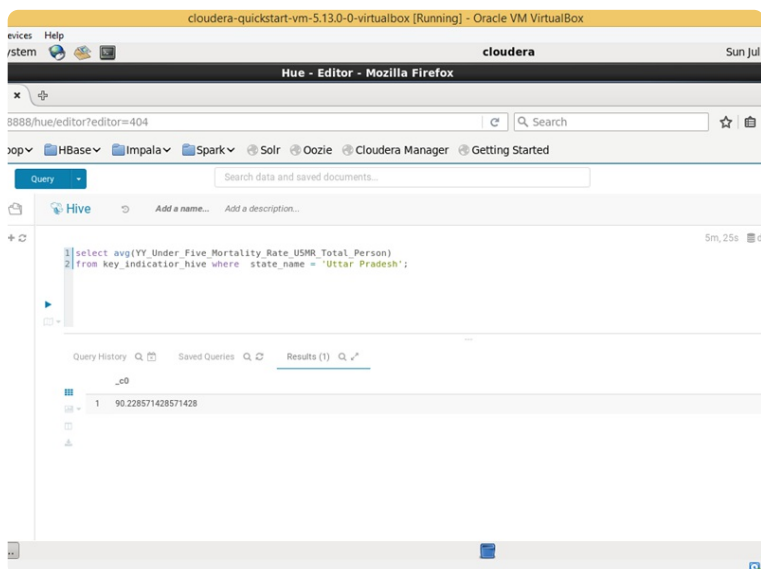 cloudera-quickstart-vm-5.13.0-0-virtualbox [Running] - Oracle VM VirtualBox
evices Help
ystem cloudera Sun Jul
Hue - Editor - Mozilla Firefox
8888/hue/editor?editor=404 Search
oop HBase Impala Spark Solr Oozie Cloudera Manager Getting Started
Query Search data and saved documents...
Hive Add a name... Add a description...
5m, 25s d
1 select avg(YY_Under_Five_Mortality_Rate_U5MR_Total_Person)
2 from key_indicatior_hive where state_name = 'Uttar Pradesh';
Query History Saved Queries Results (1)
_c0
1 90.228571428571428